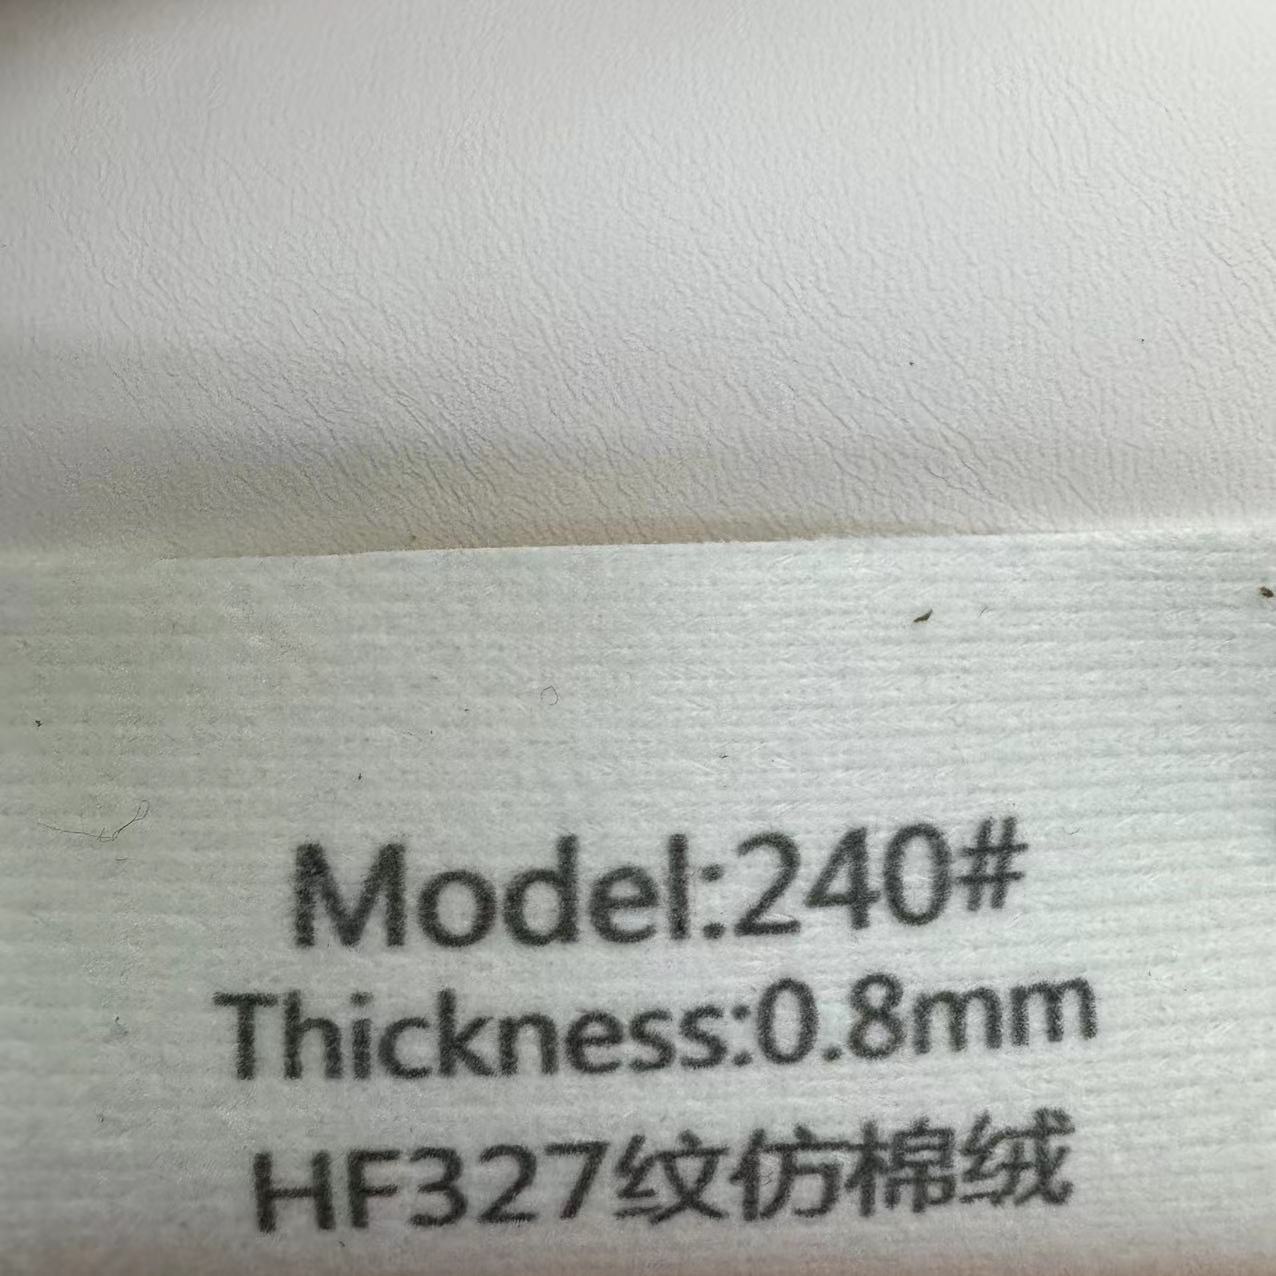 Model:240#
Thickness:0.8mm
HF327纹仿棉绒